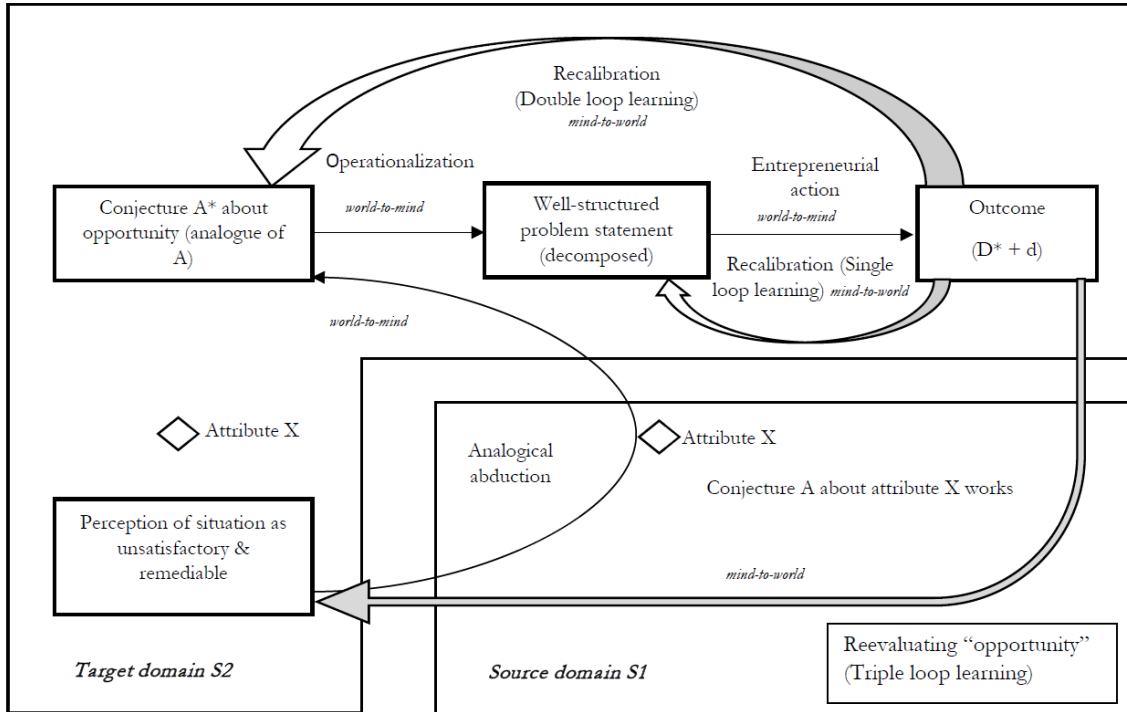 Recalibration
(Double loop learning)
mind-to-world
Operationalization
world-to-mind
Entrepreneurial
action
world-to-mind
Conjecture A* about
opportunity (analogue of
A)
Well-structured
problem statement
(decomposed)
Outcome
(D* + d)
Recalibration (Single
loop learning) mind-to-world
world-to-mind
Attribute X
Analogical
abduction
Attribute X
Conjecture A about attribute X works
Perception of situation as
unsatisfactory &
remediable
mind-to-world
Target domain S2
Source domain S1
Reevaluating “opportunity”
(Triple loop learning)